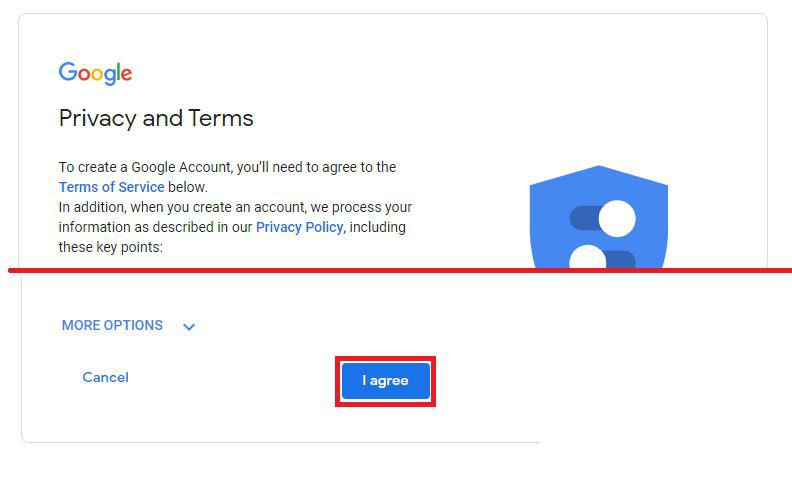 Google
Privacy and Terms
To create a Google Account, you'll need to agree to the
Terms of Service below.
In addition, when you create an account, we process your
information as described in our Privacy Policy, including
these key points:
MORE OPTIONS
Cancel
I agree